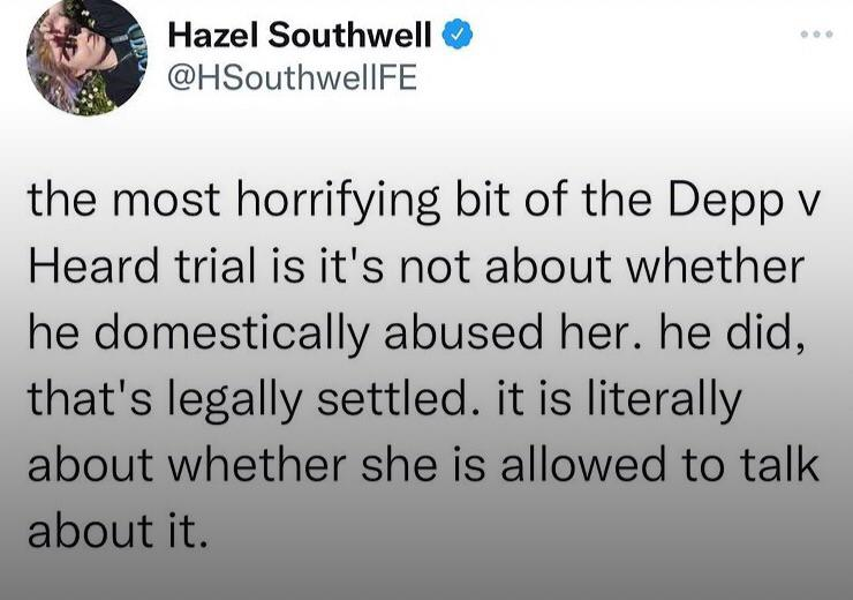 Hazel Southwell
@HSouthwellFE
the most horrifying bit of the Depp v
Heard trial is it's not about whether
he domestically abused her. he did,
that's legally settled. it is literally
about whether she is allowed to talk
about it.